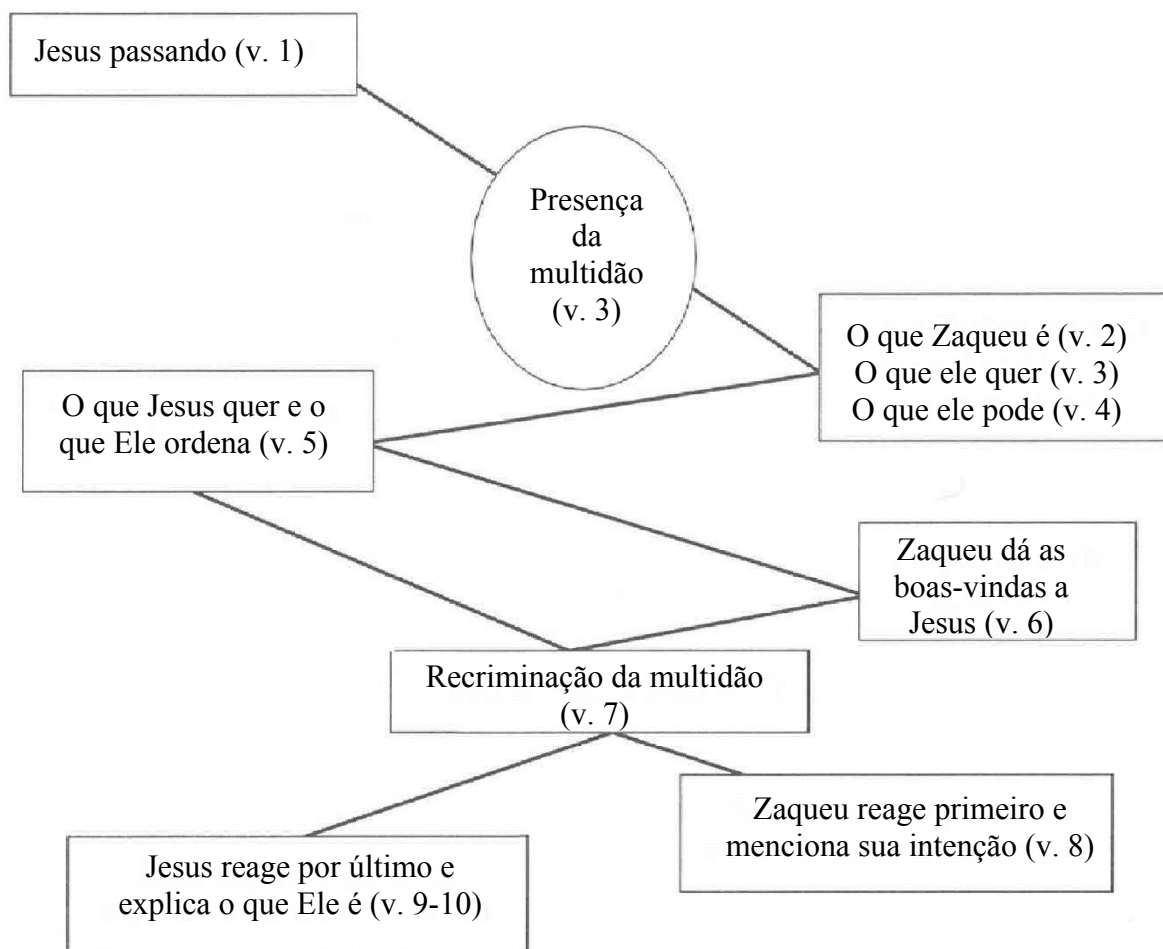 Jesus passando (v. 1)
Presença
da
multidão
(v. 3)
O que Zaqueu é (v. 2)
O que ele quer (v. 3)
O que ele pode (v. 4)
O que Jesus quer e o
que Ele ordena (v. 5)
Zaqueu dá as
boas-vindas a
Jesus (v. 6)
Recriminação da multidão
(v. 7)
Zaqueu reage primeiro e
menciona sua intenção (v. 8)
Jesus reage por último e
explica o que Ele é (v. 9-10)